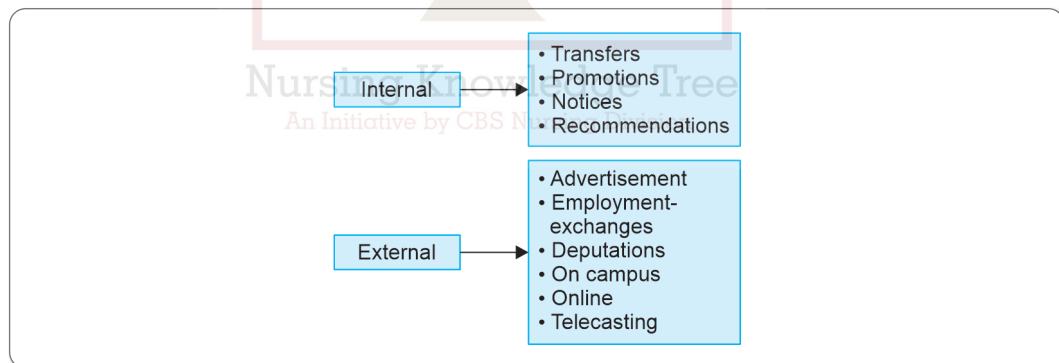 Nursing Knowledge Tree
An Initiative by CBS Nursing Division
Internal
• Transfers
• Promotions
• Notices
• Recommendations
External
• Advertisement
• Employment-
exchanges
• Deputations
• On campus
• Online
• Telecasting